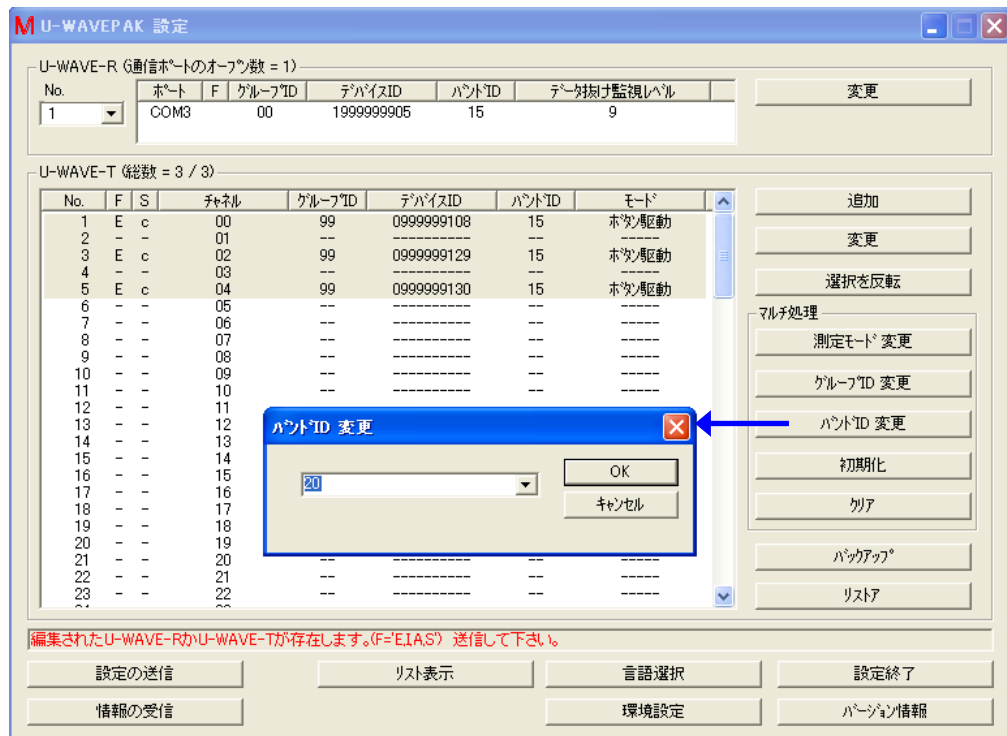 M U-WAVEPAK 設定
U-WAVE-R (通信ﾎﾟｰﾄのｵｰﾌﾟﾝ数 = 1)
No. ﾎﾟｰﾄ F ｸﾞﾙｰﾌﾟID ﾃﾞﾊﾞｲｽID ﾊﾞﾝﾄﾞID ﾃﾞｰﾀ抜け監視ﾚﾍﾞﾙ 変更
1 COM3 00 1999999905 15 9
U-WAVE-T (総数 = 3 / 3)
No. F S ﾁｬﾈﾙ ｸﾞﾙｰﾌﾟID ﾃﾞﾊﾞｲｽID ﾊﾞﾝﾄﾞID ﾓｰﾄﾞ 追加
1 E c 00 99 0999999108 15 ﾎﾞﾀﾝ駆動
2 - - 01 -- ---------- -- ----- 変更
3 E c 02 99 0999999129 15 ﾎﾞﾀﾝ駆動
4 - - 03 -- ---------- -- -----
5 E c 04 99 0999999130 15 ﾎﾞﾀﾝ駆動 選択を反転
6 - - 05 -- ---------- -- -----
7 - - 06 -- ---------- -- ----- ﾏﾙﾁ処理
8 - - 07 -- ---------- -- ----- 測定ﾓｰﾄﾞ 変更
9 - - 08 -- ---------- -- -----
10 - - 09 -- ---------- -- ----- ｸﾞﾙｰﾌﾟID 変更
11 - - 10 -- ---------- -- -----
12 - - 11
13 - - 12 ﾊﾞﾝﾄﾞID 変更 ﾊﾞﾝﾄﾞID 変更
14 - - 13
15 - - 14
16 - - 15 20 OK 初期化
17 - - 16 ｷｬﾝｾﾙ
18 - - 17 ｸﾘｱ
19 - - 18
20 - - 19
21 - - 20 -- ---------- -- ----- ﾊﾞｯｸｱｯﾌﾟ
22 - - 21 -- ---------- -- -----
23 - - 22 -- ---------- -- ----- ﾘｽﾄｱ
編集されたU-WAVE-RかU-WAVE-Tが存在します。(F='E,I,A,S') 送信して下さい。
設定の送信 ﾘｽﾄ表示 言語選択 設定終了
情報の受信 環境設定 ﾊﾞｰｼﾞｮﾝ情報